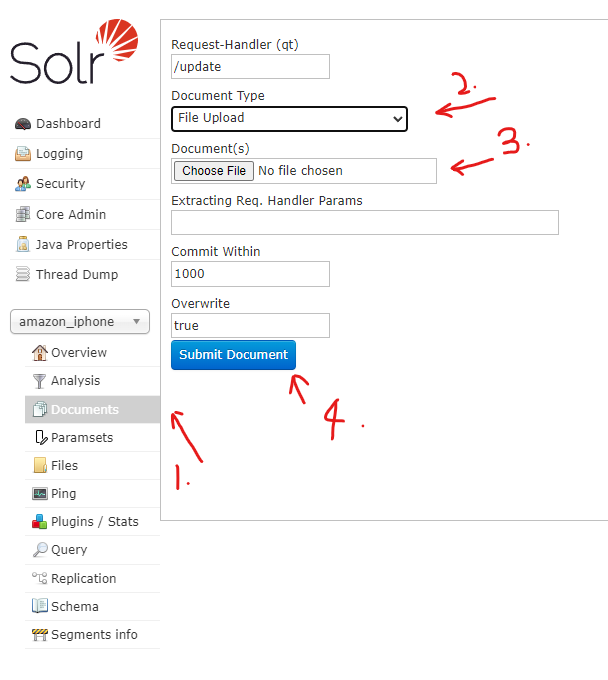 Solr
Dashboard
Logging
Security
Core Admin
Java Properties
Thread Dump
amazon_iphone
Overview
Analysis
Documents
Paramsets
Files
Ping
Plugins / Stats
Query
Replication
Schema
Segments info
Request-Handler (qt)
/update
Document Type
File Upload
2.
Document(s)
Choose File No file chosen
3.
Extracting Req. Handler Params
Commit Within
1000
Overwrite
true
Submit Document
4.
1.